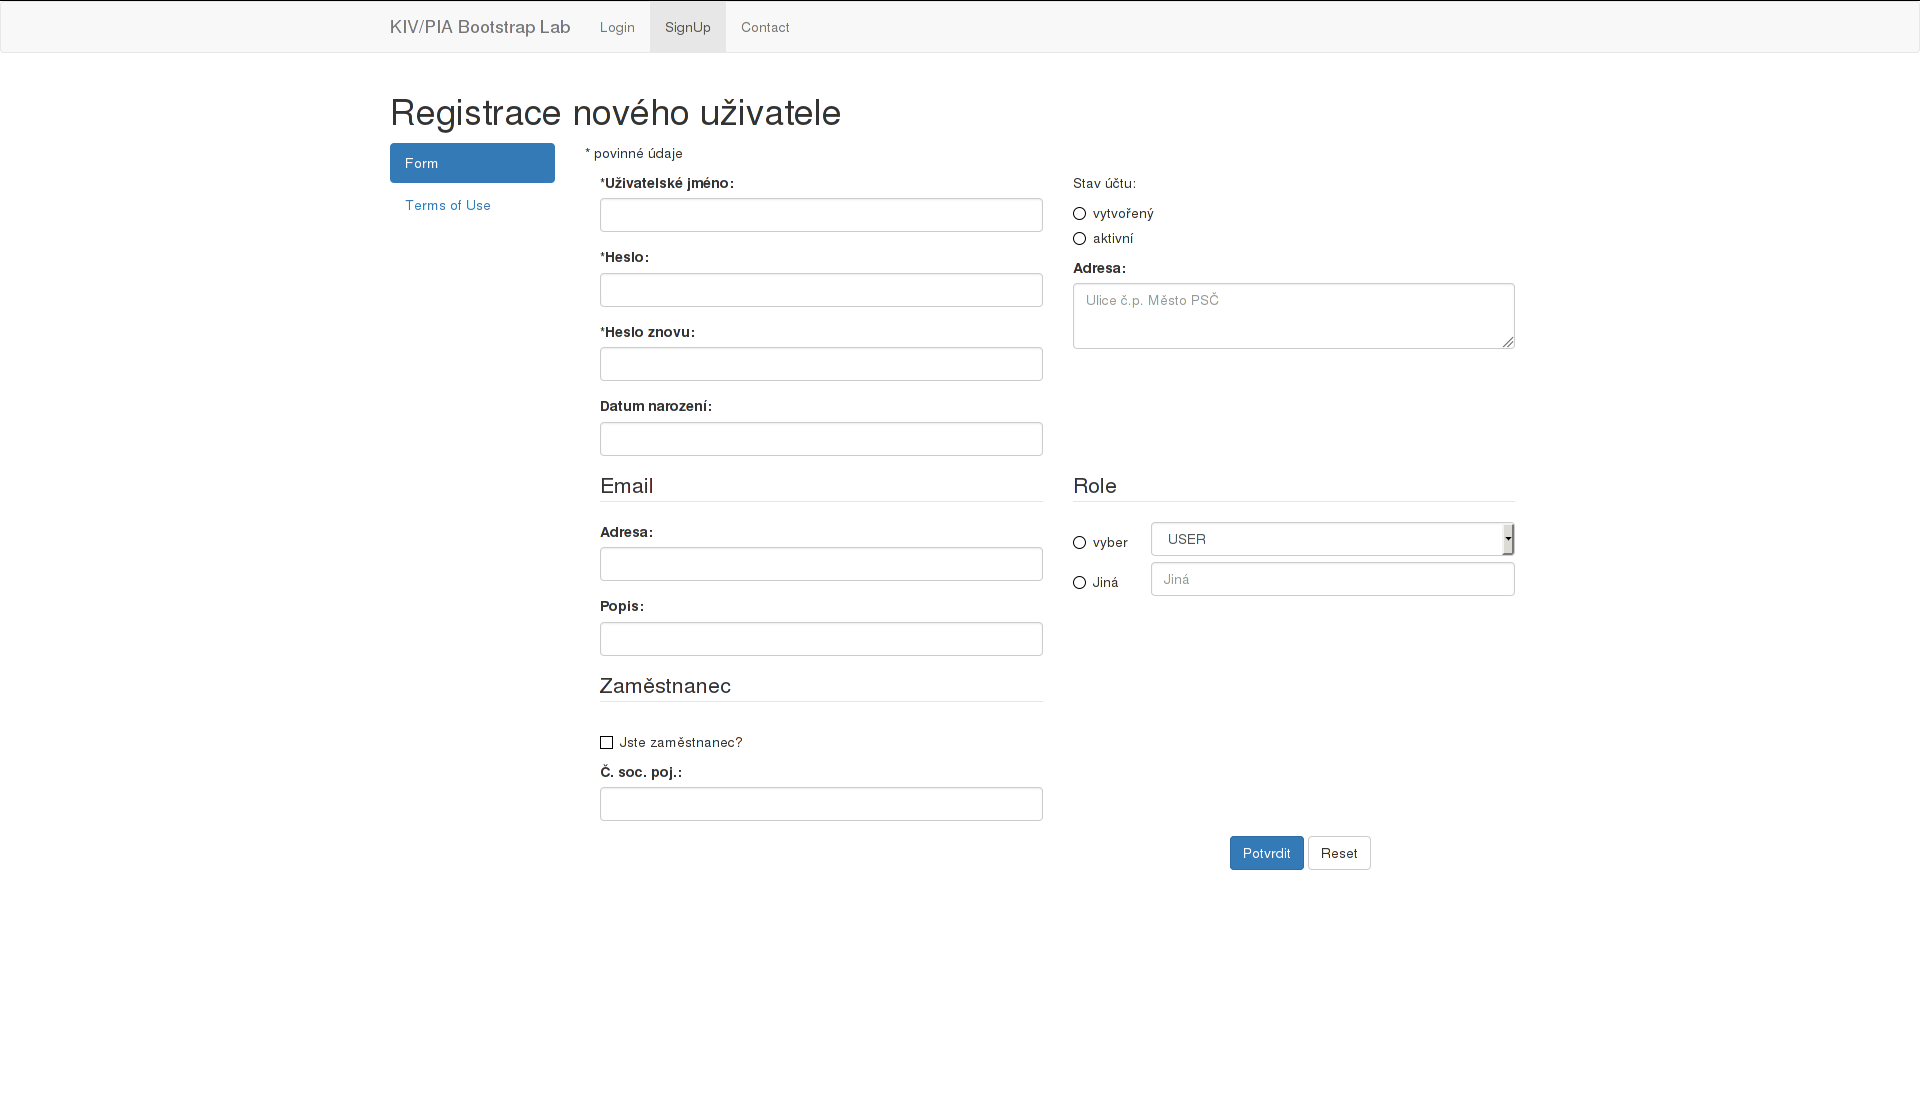 KIV/PIA Bootstrap Lab Login SignUp Contact
Registrace nového uživatele
Form
Terms of Use
* povinné údaje
*Uživatelské jméno:
*Heslo:
*Heslo znovu:
Datum narození:
Stav účtu:
vytvořený
aktivní
Adresa:
Ulice č.p. Město PSČ
Email
Adresa:
Popis:
Role
vyber USER
Jiná Jiná
Zaměstnanec
Jste zaměstnanec?
Č. soc. poj.:
Potvrdit Reset